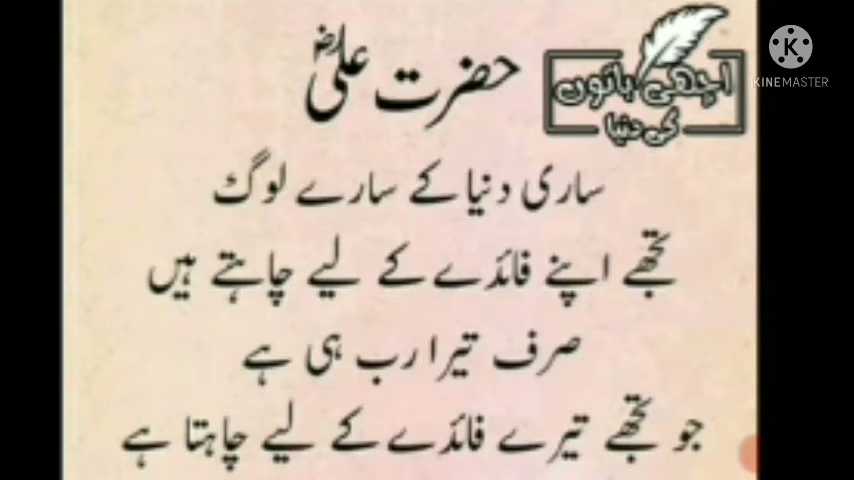 حضرت علیؓ
اچھی باتوں
کی دنیا
KINEMASTER
ساری دنیا کے سارے لوگ
تجھے اپنے فائدے کے لیے چاہتے ہیں
صرف تیرا رب ہی ہے
جو تجھے تیرے فائدے کے لیے چاہتا ہے